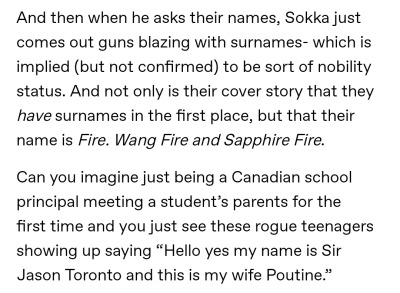 And then when he asks their names, Sokka just
comes out guns blazing with surnames- which is
implied (but not confirmed) to be sort of nobility
status. And not only is their cover story that they
have surnames in the first place, but that their
name is Fire. Wang Fire and Sapphire Fire.
Can you imagine just being a Canadian school
principal meeting a student’s parents for the
first time and you just see these rogue teenagers
showing up saying “Hello yes my name is Sir
Jason Toronto and this is my wife Poutine.”